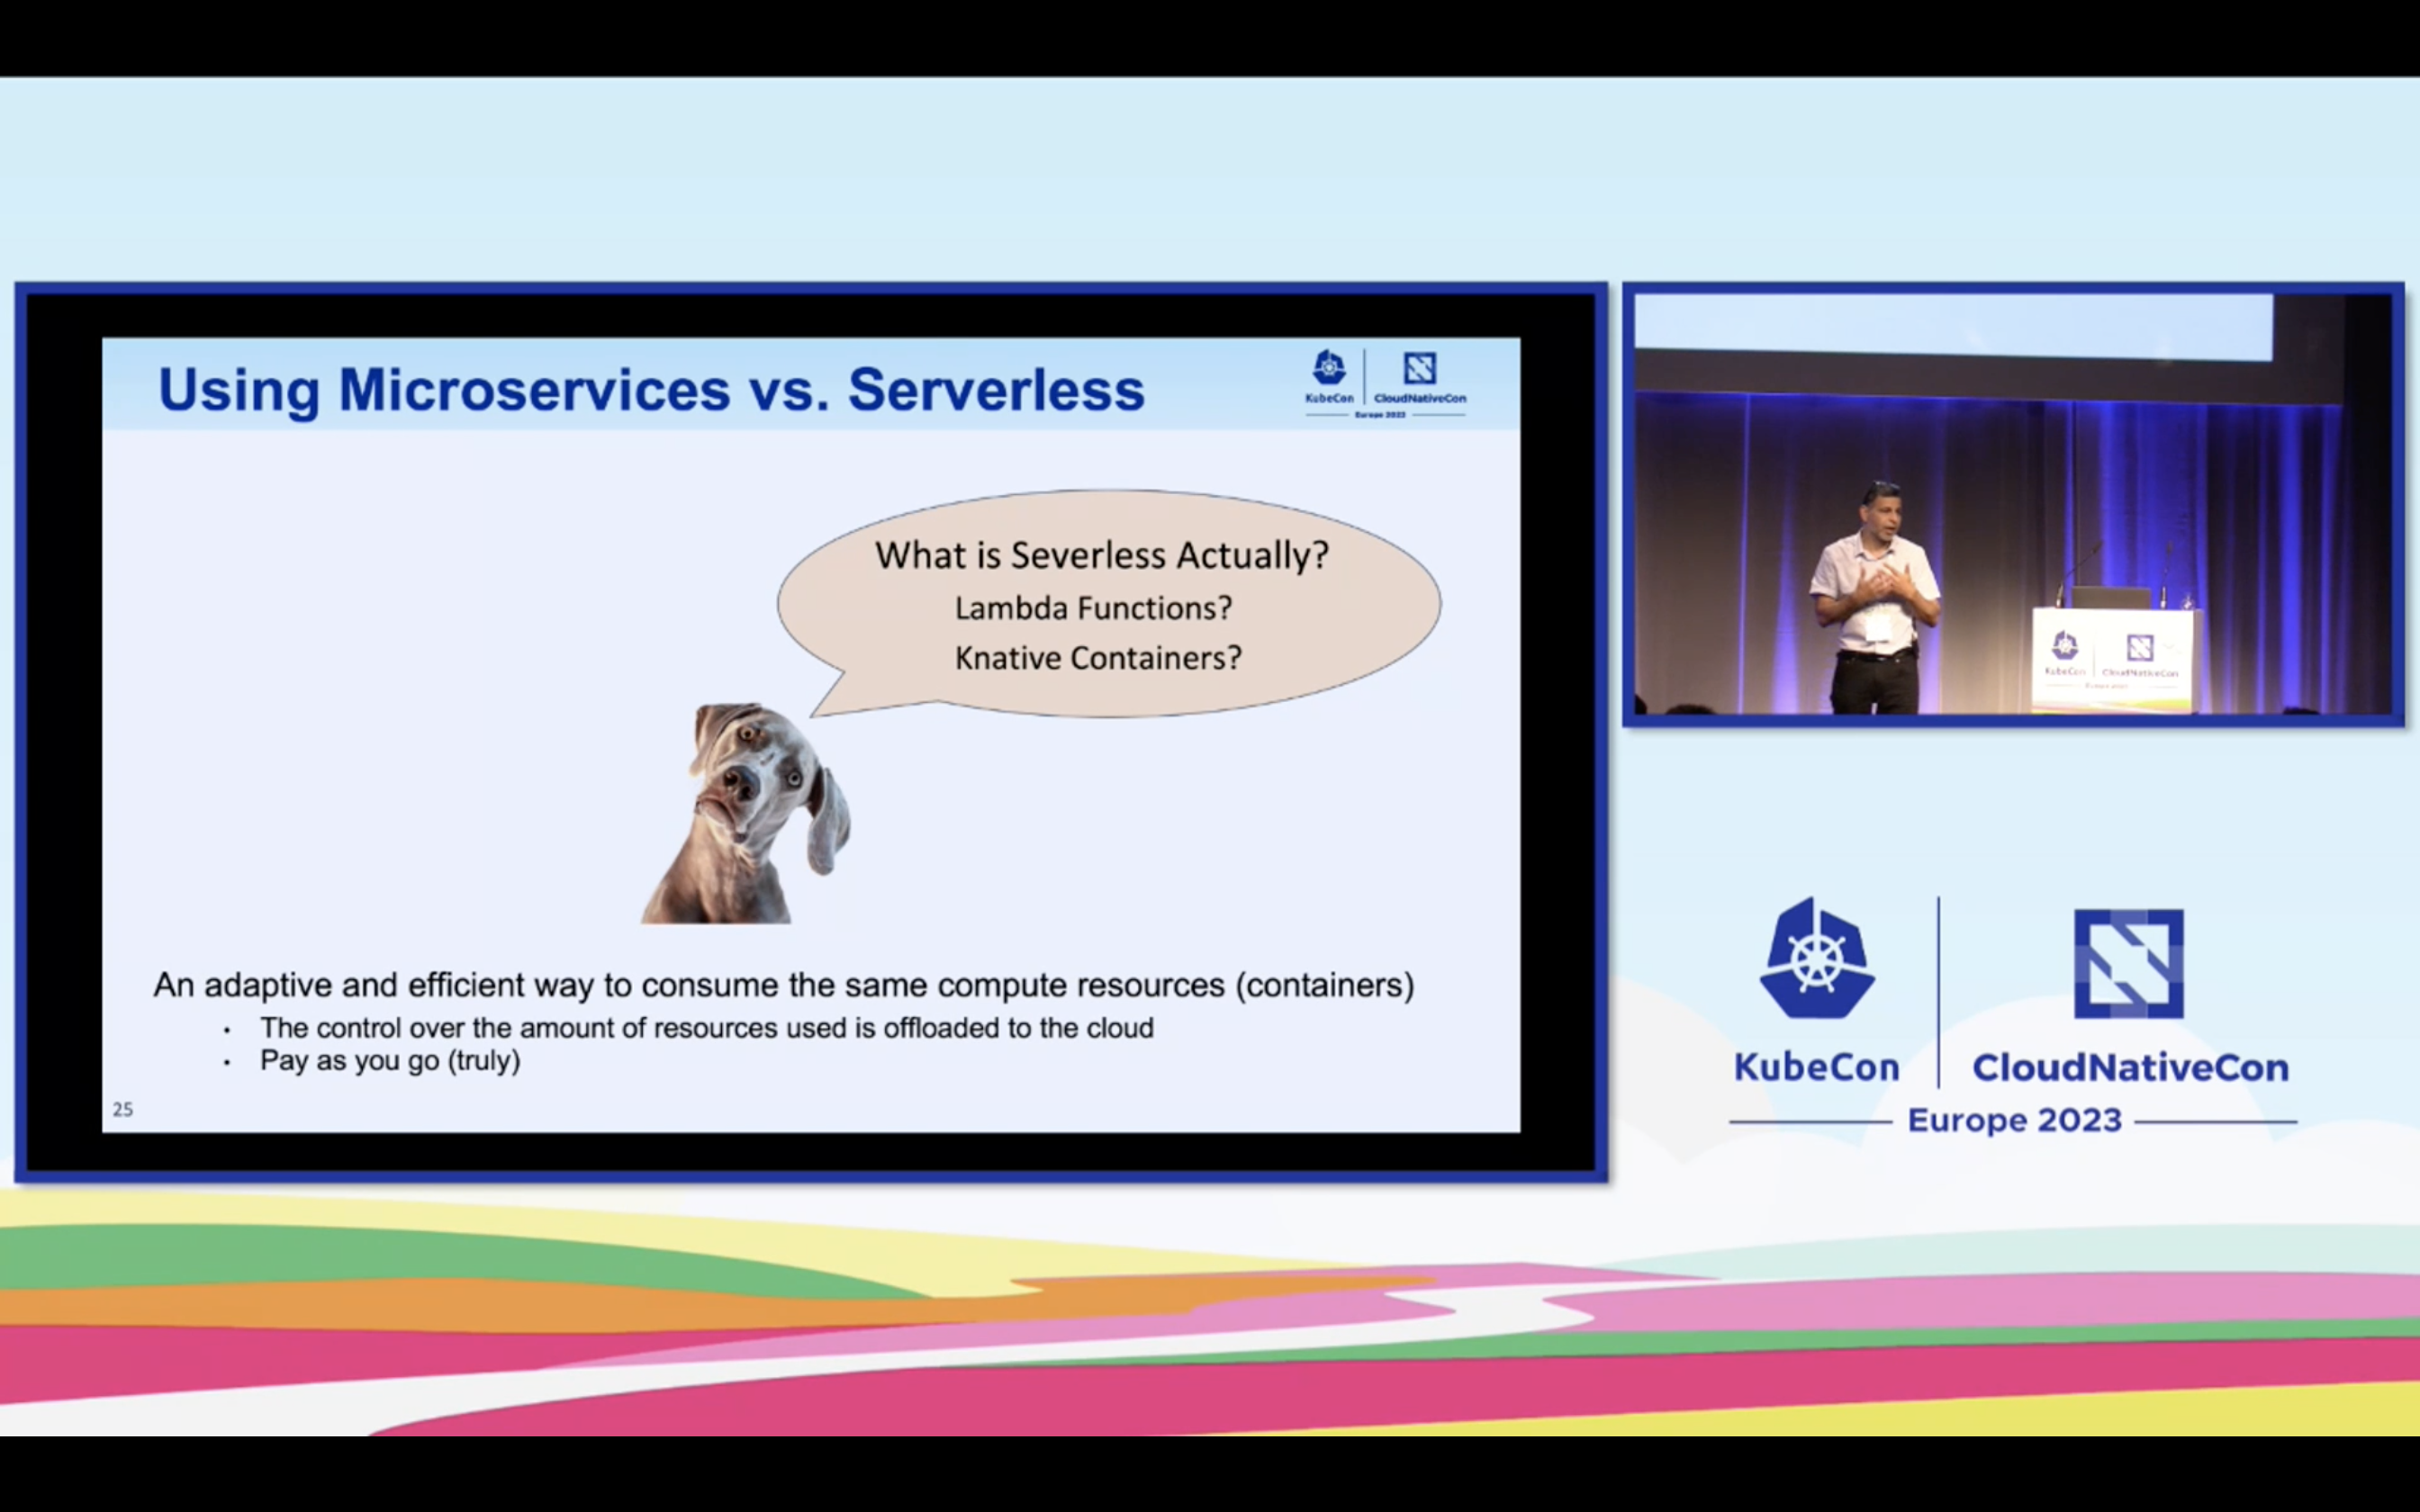 Using Microservices vs. Serverless
KubeCon
CloudNativeCon
Europe 2023
What is Severless Actually?
Lambda Functions?
Knative Containers?
An adaptive and efficient way to consume the same compute resources (containers)
• The control over the amount of resources used is offloaded to the cloud
• Pay as you go (truly)
25
KubeCon
CloudNativeCon
KubeCon
CloudNativeCon
Europe 2023